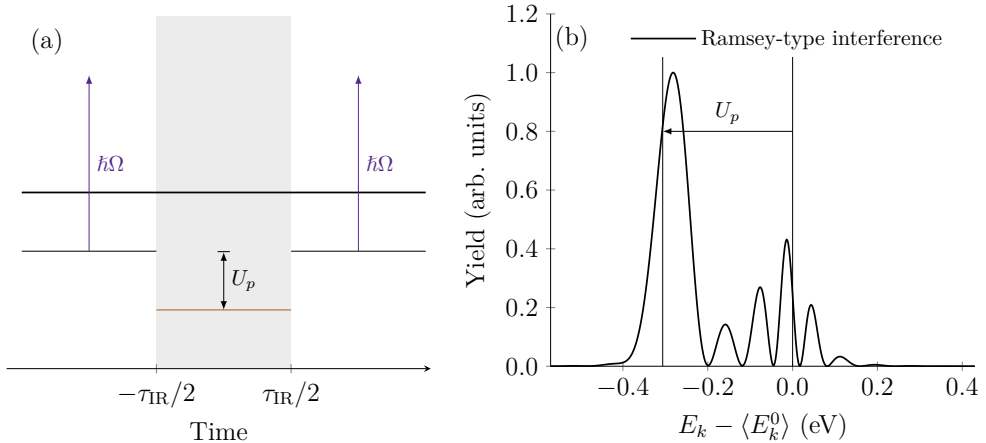 (a)
ħΩ
ħΩ
U_p
−τ_IR/2
τ_IR/2
Time
(b)
Ramsey-type interference
U_p
Yield (arb. units)
1.2
1.0
0.8
0.6
0.4
0.2
0.0
−0.4
−0.2
0.0
0.2
0.4
E_k − ⟨E_k^0⟩ (eV)